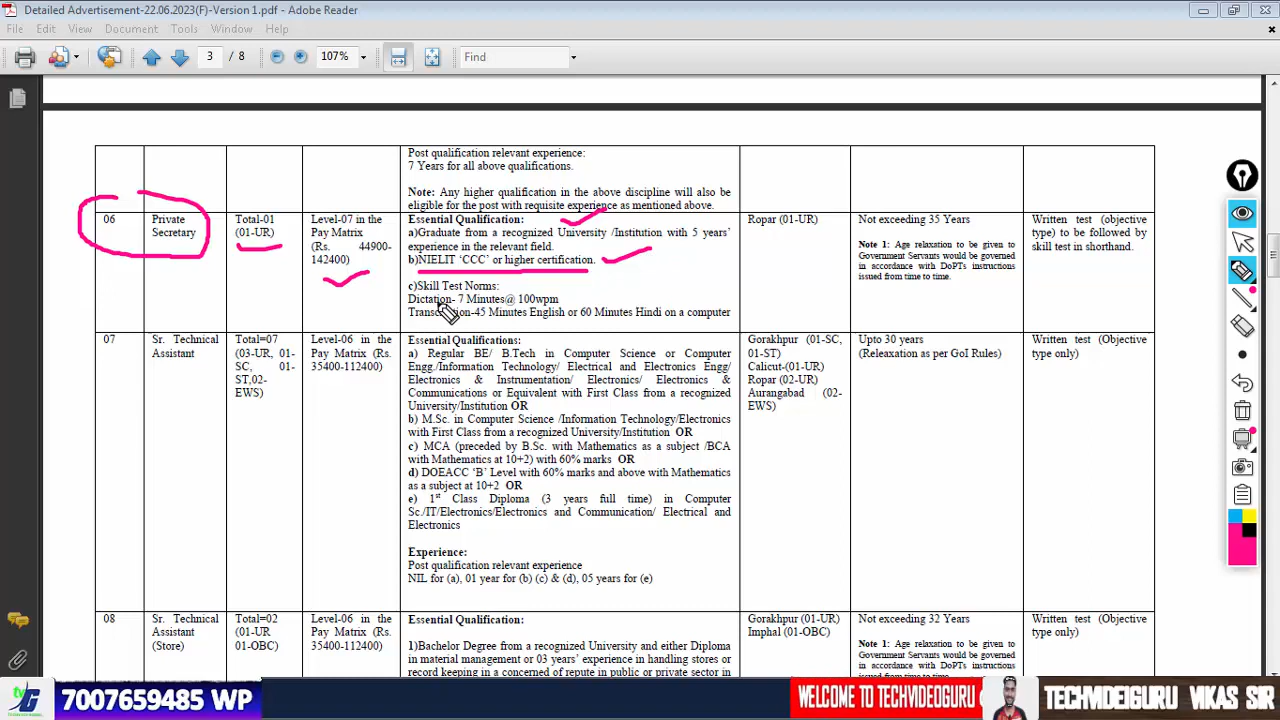 Detailed Advertisement-22.06.2023(F)-Version 1.pdf - Adobe Reader
File Edit View Document Tools Window Help
3 / 8 107% Find
Post qualification relevant experience:
7 Years for all above qualifications.
Note: Any higher qualification in the above discipline will also be
eligible for the post with requisite experience as mentioned above.
06
Private
Secretary
Total-01
(01-UR)
Level-07 in the
Pay Matrix
(Rs. 44900-
142400)
Essential Qualification:
a)Graduate from a recognized University /Institution with 5 years'
experience in the relevant field.
b)NIELIT 'CCC' or higher certification.
c)Skill Test Norms:
Dictation- 7 Minutes@ 100wpm
-45 Minutes English or 60 Minutes Hindi on a computer
Ropar (01-UR)
Not exceeding 35 Years
Note 1: Age relaxation to be given to
Government Servants would be governed
in accordance with DoPTs instructions
issued from time to time.
Written test (objective
type) to be followed by
skill test in shorthand.
07
Sr. Technical
Assistant
Total=07
(03-UR, 01-
SC, 01-
ST,02-
EWS)
Level-06 in the
Pay Matrix (Rs.
35400-112400)
Essential Qualifications:
a) Regular BE/ B.Tech in Computer Science or Computer
Engg./Information Technology/ Electrical and Electronics Engg/
Electronics & Instrumentation/ Electronics/ Electronics &
Communications or Equivalent with First Class from a recognized
University/Institution OR
b) M.Sc. in Computer Science /Information Technology/Electronics
with First Class from a recognized University/Institution OR
c) MCA (preceded by B.Sc. with Mathematics as a subject /BCA
with Mathematics at 10+2) with 60% marks OR
d) DOEACC 'B' Level with 60% marks and above with Mathematics
as a subject at 10+2 OR
e) 1st Class Diploma (3 years full time) in Computer
Sc./IT/Electronics/Electronics and Communication/ Electrical and
Electronics
Experience:
Post qualification relevant experience
NIL for (a), 01 year for (b) (c) & (d), 05 years for (e)
Gorakhpur (01-SC,
01-ST)
Calicut-(01-UR)
Ropar (02-UR)
Aurangabad (02-
EWS)
Upto 30 years
(Releaxation as per GoI Rules)
Written test (Objective
type only)
08
Sr. Technical
Assistant
(Store)
Total=02
(01-UR
01-OBC)
Level-06 in the
Pay Matrix (Rs.
35400-112400)
Essential Qualification:
1)Bachelor Degree from a recognized University and either Diploma
in material management or 03 years' experience in handling stores or
record keeping in a concerned of repute in public or private sector in
Gorakhpur (01-UR)
Imphal (01-OBC)
Not exceeding 32 Years
Note 1: Age relaxation to be given to
Government Servants would be governed
in accordance with DoPTs instructions
issued from time to time.
Written test (Objective
type only)
7007659485 WP
WELCOME TO TECHVIDEOGURU
TECHVIDEIGURU VIKAS SIR